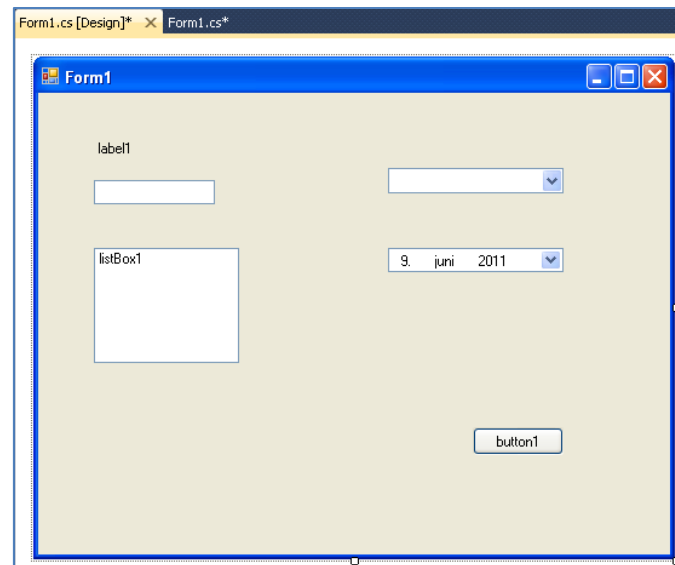 Form1.cs [Design]* Form1.cs*
Form1
label1
listBox1
9. juni 2011
button1